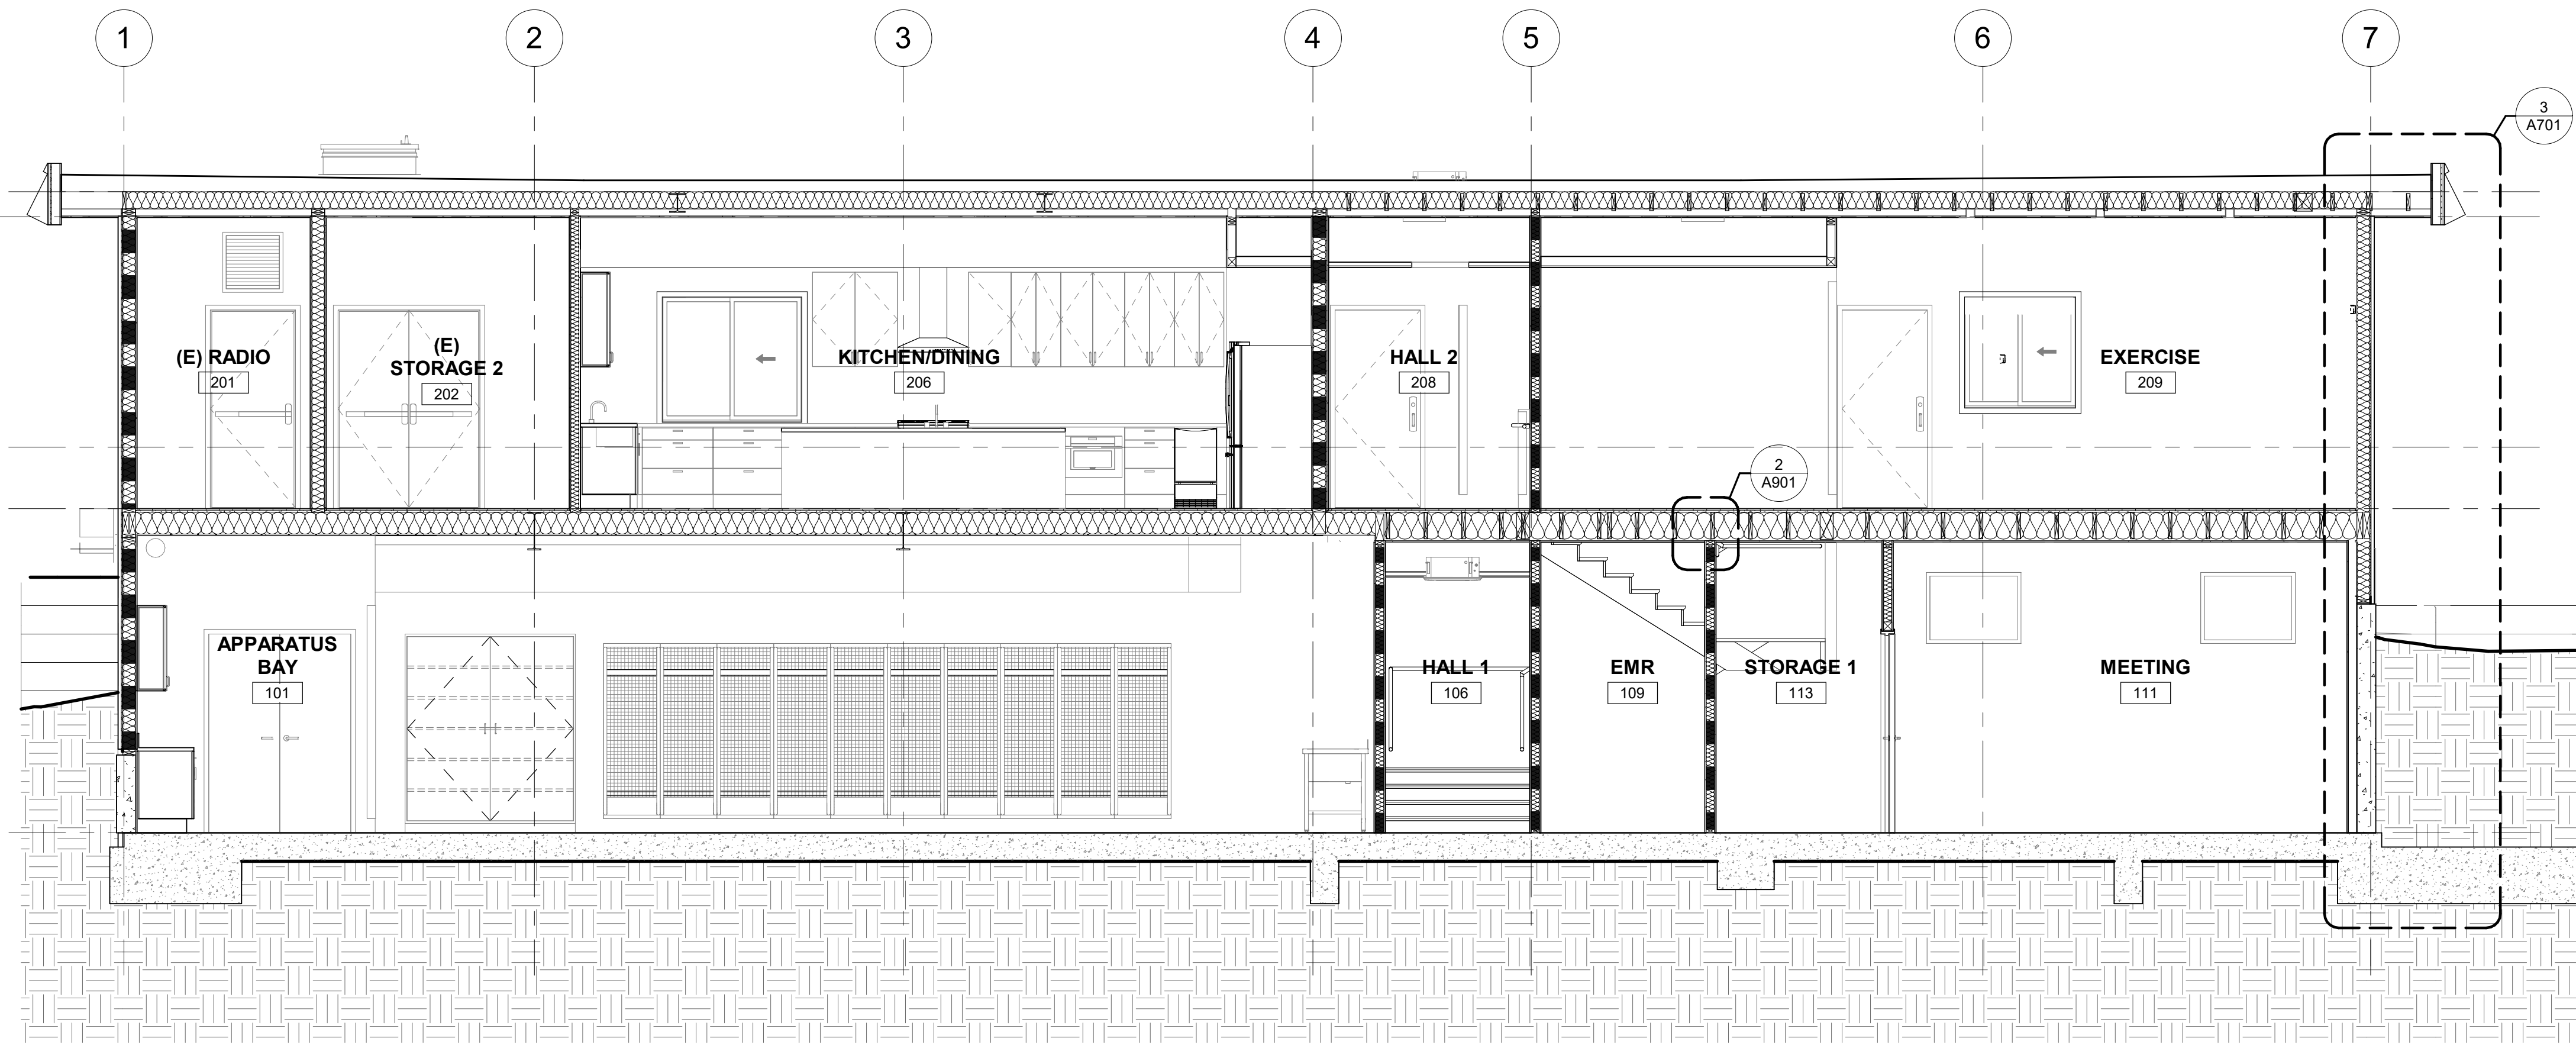 1
2
3
4
5
6
7
3
A701
(E) RADIO
201
(E)
STORAGE 2
202
KITCHEN/DINING
206
HALL 2
208
EXERCISE
209
2
A901
APPARATUS
BAY
101
HALL 1
106
EMR
109
STORAGE 1
113
MEETING
111